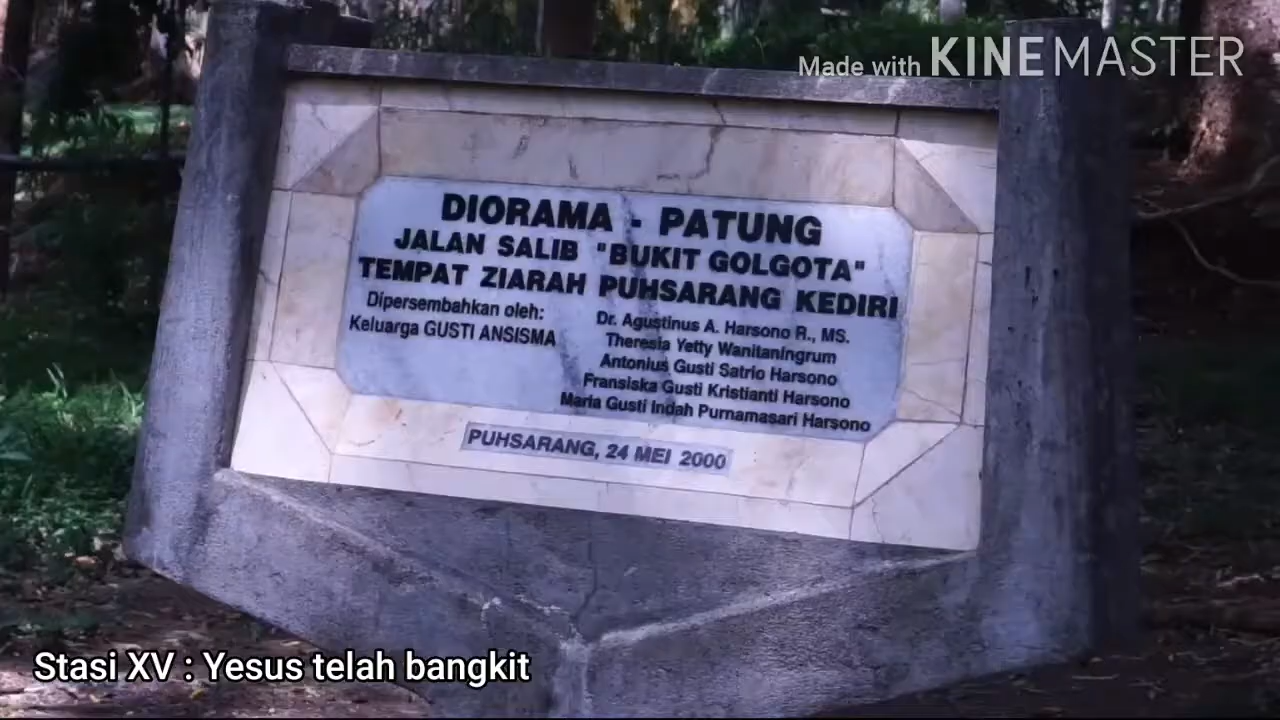 Made with KINEMASTER
DIORAMA - PATUNG
JALAN SALIB "BUKIT GOLGOTA"
TEMPAT ZIARAH PUHSARANG KEDIRI
Dipersembahkan oleh:
Keluarga GUSTI ANSISMA
Dr. Agustinus A. Harsono R., MS.
Theresia Yetty Wanitaningrum
Antonius Gusti Satrio Harsono
Fransiska Gusti Kristianti Harsono
Maria Gusti Indah Purnamasari Harsono
PUHSARANG, 24 MEI 2000
Stasi XV : Yesus telah bangkit